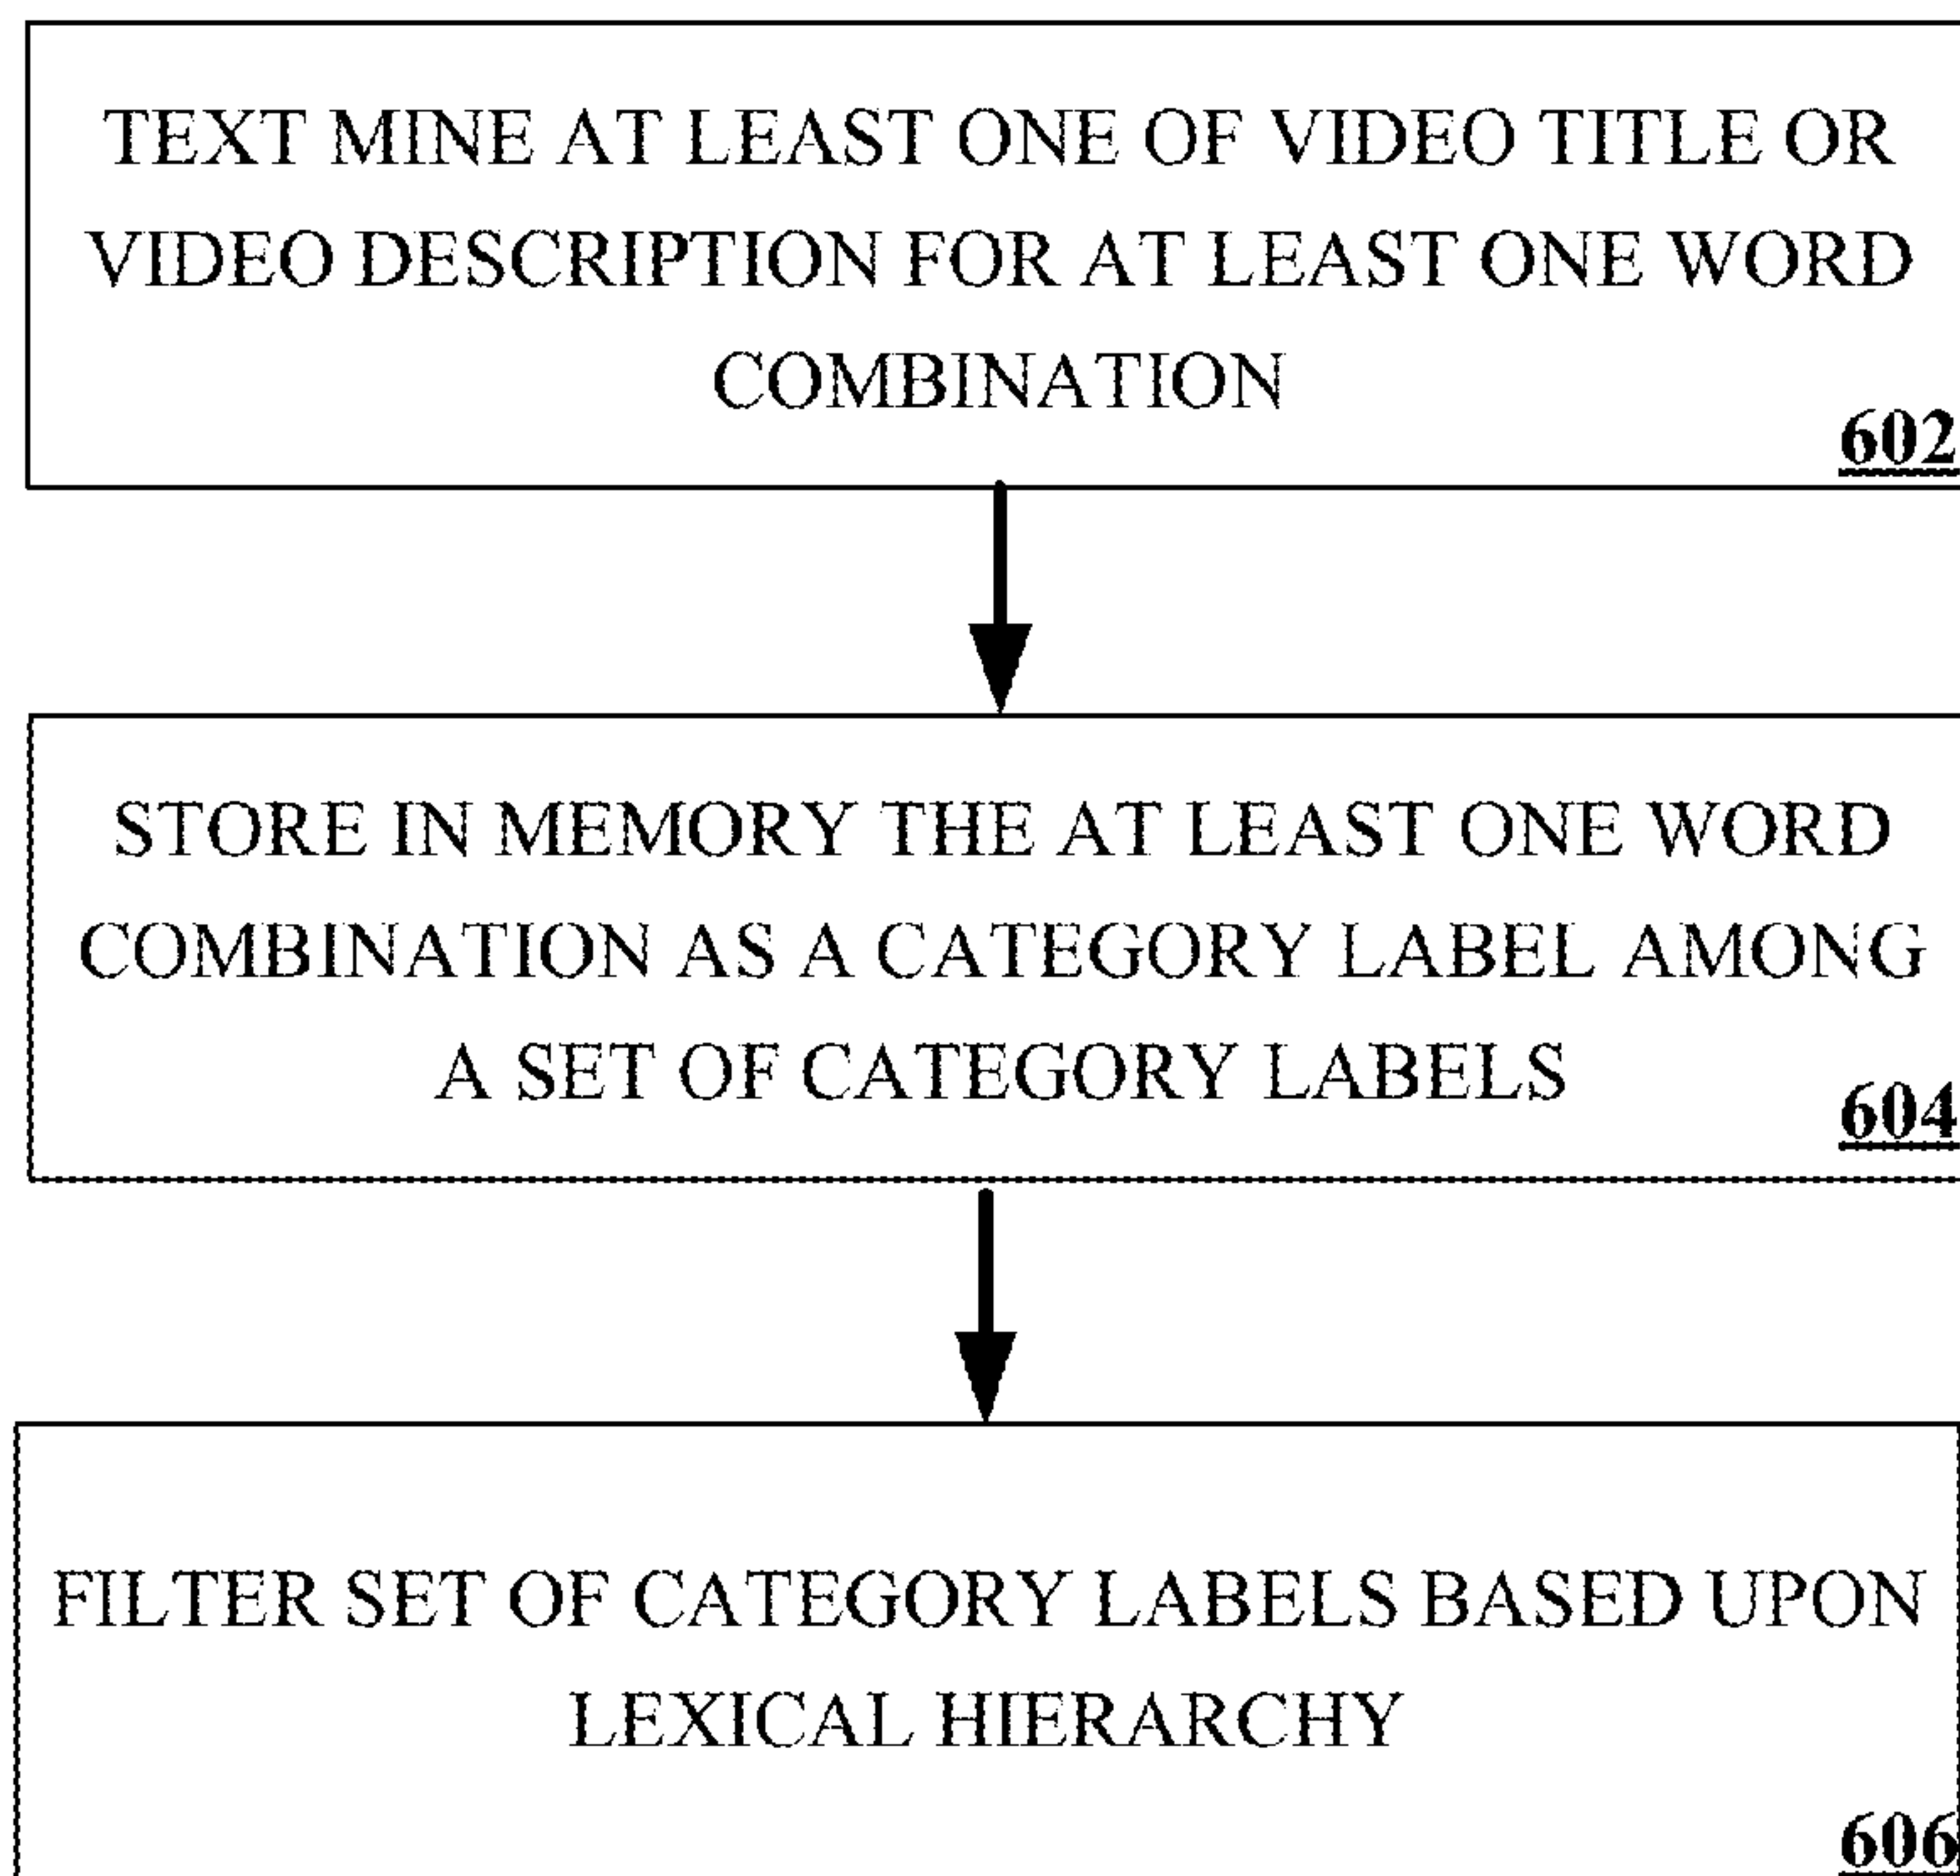 TEXT MINE AT LEAST ONE OF VIDEO TITLE OR
VIDEO DESCRIPTION FOR AT LEAST ONE WORD
COMBINATION
602
STORE IN MEMORY THE AT LEAST ONE WORD
COMBINATION AS A CATEGORY LABEL AMONG
A SET OF CATEGORY LABELS
604
FILTER SET OF CATEGORY LABELS BASED UPON
LEXICAL HIERARCHY
606